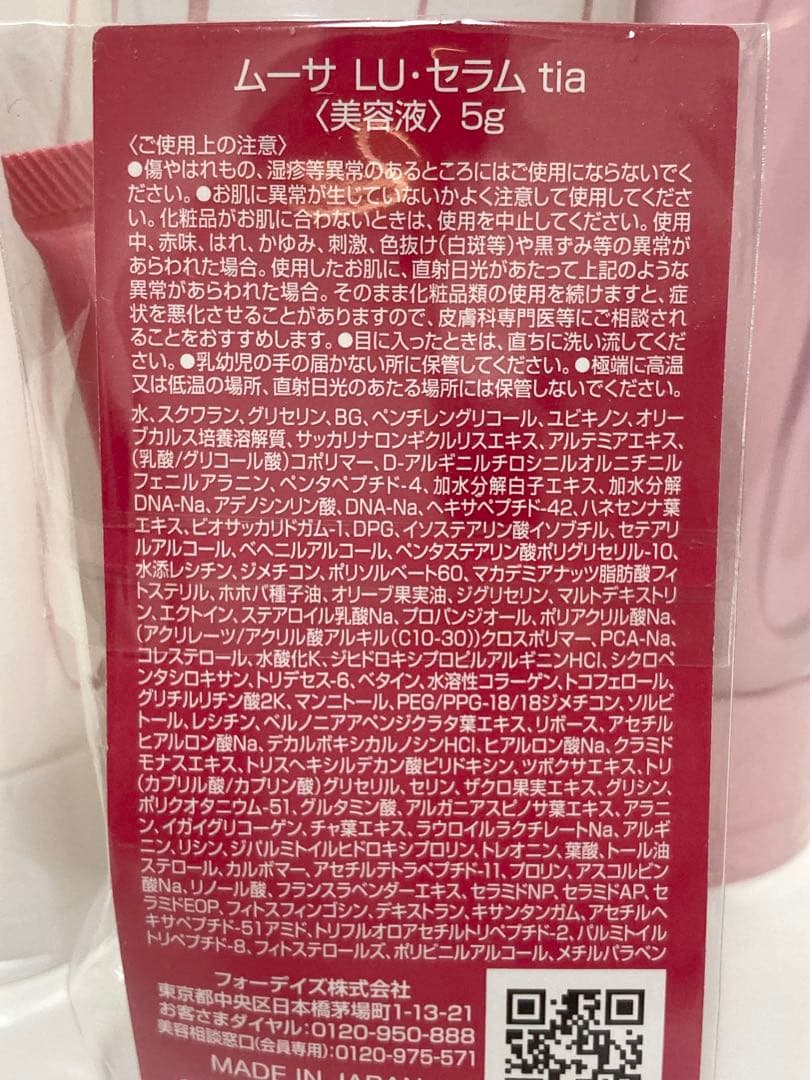 ムーサ LU・セラム tia
〈美容液〉 5g
〈ご使用上の注意〉
●傷やはれもの、湿疹等異常のあるところにはご使用にならないでく
ださい。●お肌に異常が生じていないかよく注意して使用してくださ
い。化粧品がお肌に合わないときは、使用を中止してください。使用
中、赤味、はれ、かゆみ、刺激、色抜け(白斑等)や黒ずみ等の異常が
あらわれた場合。使用したお肌に、直射日光があたって上記のような
異常があらわれた場合。そのまま化粧品類の使用を続けますと、症
状を悪化させることがありますので、皮膚科専門医等にご相談され
ることをおすすめします。●目に入ったときは、直ちに洗い流してくだ
さい。●乳幼児の手の届かない所に保管してください。●極端に高温
又は低温の場所、直射日光のあたる場所には保管しないでください。
水、スクワラン、グリセリン、BG、ペンチレングリコール、ユビキノン、オリー
ブカルス培養溶解質、サッカリナロンギクルリスエキス、アルテミアエキス、
(乳酸/グリコール酸)コポリマー、D-アルギニルチロシニルオルニチニル
フェニルアラニン、ペンタペプチド-4、加水分解白子エキス、加水分解
DNA-Na、アデノシンリン酸、DNA-Na、ヘキサペプチド-42、ハネセンナ葉
エキス、ビオサッカリドガム-1、DPG、イソステアリン酸イソブチル、セテアリ
ルアルコール、ベヘニルアルコール、ペンタステアリン酸ポリグリセリル-10、
水添レシチン、ジメチコン、ポリソルベート60、マカデミアナッツ脂肪酸フィ
トステリル、ホホバ種子油、オリーブ果実油、ジグリセリン、マルトデキストリ
ン、エクトイン、ステアロイル乳酸Na、プロパンジオール、ポリアクリル酸Na、
(アクリレーツ/アクリル酸アルキル(C10-30))クロスポリマー、PCA-Na、
コレステロール、水酸化K、ジヒドロキシプロピルアルギニンHCl、シクロペ
ンタシロキサン、トリデセス-6、ベタイン、水溶性コラーゲン、トコフェロール、
グリチルリチン酸2K、マンニトール、PEG/PPG-18/18ジメチコン、ソルビ
トール、レシチン、ベルノニアアペンジクラタ葉エキス、リボース、アセチル
ヒアルロン酸Na、デカルボキシカルノシンHCl、ヒアルロン酸Na、クラミド
モナスエキス、トリスヘキシルデカン酸ピリドキシン、ツボクサエキス、トリ
(カプリル酸/カプリン酸)グリセリル、セリン、ザクロ果実エキス、グリシン、
ポリクオタニウム-51、グルタミン酸、アルガニアスピノサ葉エキス、アラニ
ン、イガイグリコーゲン、チャ葉エキス、ラウロイルラクチレートNa、アルギ
ニン、リシン、ジパルミトイルヒドロキシプロリン、トレオニン、葉酸、トール油
ステロール、カルボマー、アセチルテトラペプチド-11、プロリン、アスコルビン
酸Na、リノール酸、フランスラベンダーエキス、セラミドNP、セラミドAP、セ
ラミドEOP、フィトスフィンゴシン、デキストラン、キサンタンガム、アセチルヘ
キサペプチド-51アミド、トリフルオロアセチルトリペプチド-2、パルミトイル
トリペプチド-8、フィトステロールズ、ポリビニルアルコール、メチルパラベン
フォーデイズ株式会社
東京都中央区日本橋茅場町1-13-21
お客さまダイヤル:0120-950-888
美容相談窓口(会員専用):0120-975-571
MADE IN JAPAN